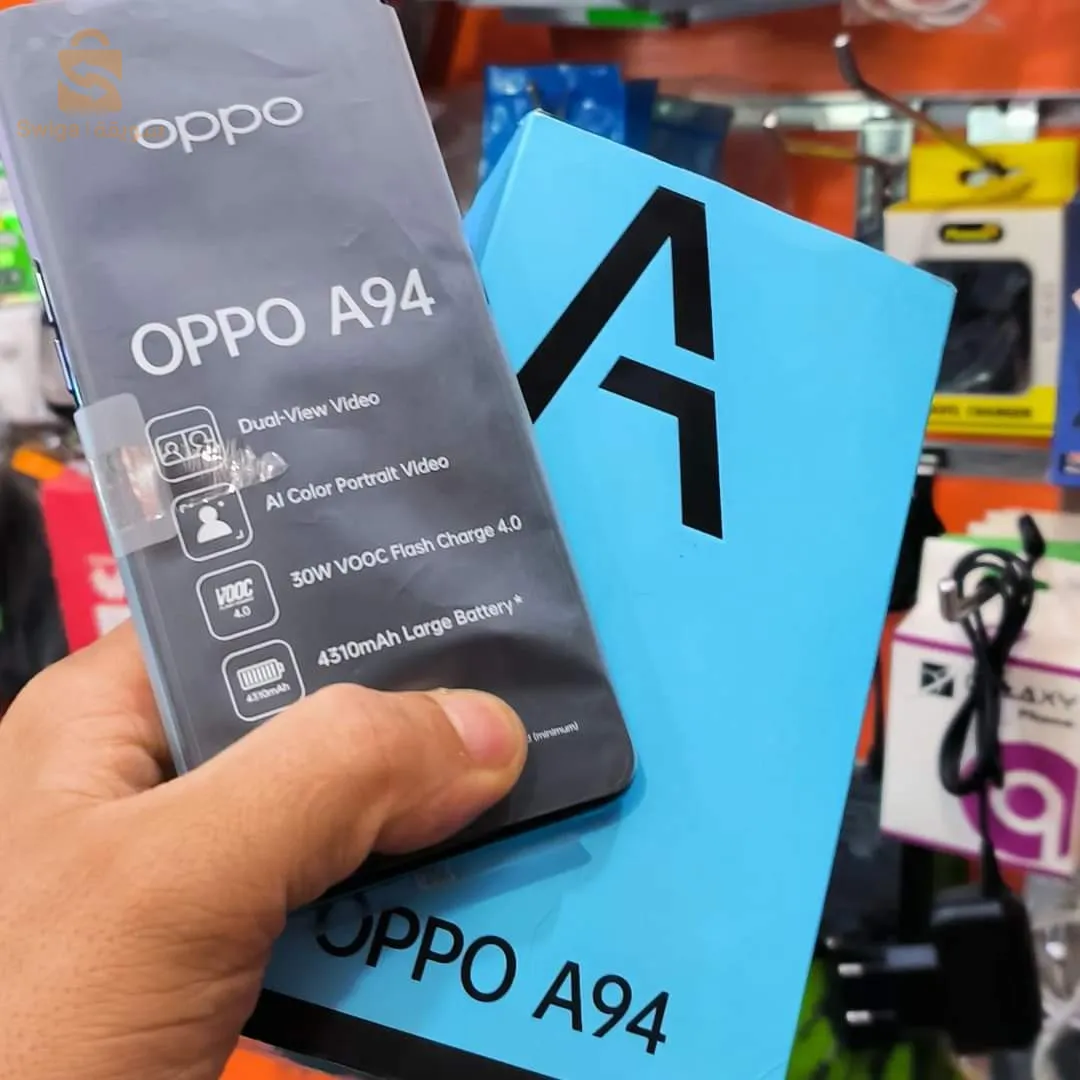 oppo
OPPO A94
Dual-View Video
AI Color Portrait Video
VOOC
4.0
30W VOOC Flash Charge 4.0
4310mAh
4310mAh Large Battery*
(minimum)
OPPO A94